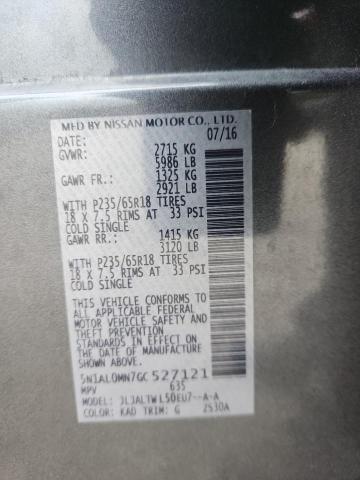 MFD BY NISSAN MOTOR CO., LTD.
DATE: 07/16
GVWR: 2715 KG
5986 LB
GAWR FR.: 1325 KG
2921 LB
WITH P235/65R18 TIRES
18 X 7.5 RIMS AT 33 PSI
COLD SINGLE
GAWR RR.: 1415 KG
3120 LB
WITH P235/65R18 TIRES
18 X 7.5 RIMS AT 33 PSI
COLD SINGLE
THIS VEHICLE CONFORMS TO
ALL APPLICABLE FEDERAL
MOTOR VEHICLE SAFETY AND
THEFT PREVENTION
STANDARDS IN EFFECT ON
THE DATE OF MANUFACTURE
SHOWN ABOVE.
5N1AL0MN7GC527121
MPV 635
MODEL: JLJALTWL50EU7--A-A
COLOR: KAD TRIM: G 2530A